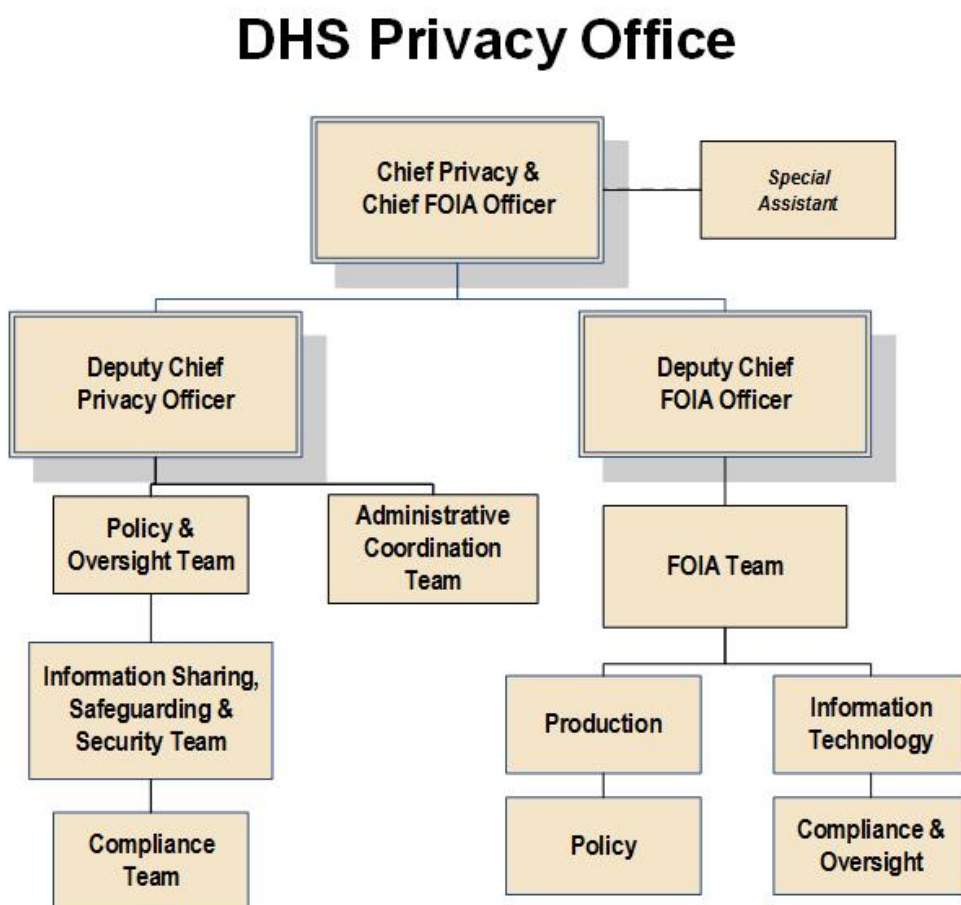 DHS Privacy Office
Chief Privacy &
Chief FOIA Officer
Special
Assistant
Deputy Chief
Privacy Officer
Deputy Chief
FOIA Officer
Policy &
Oversight Team
Administrative
Coordination
Team
FOIA Team
Information Sharing,
Safeguarding &
Security Team
Production
Information
Technology
Compliance
Team
Policy
Compliance &
Oversight